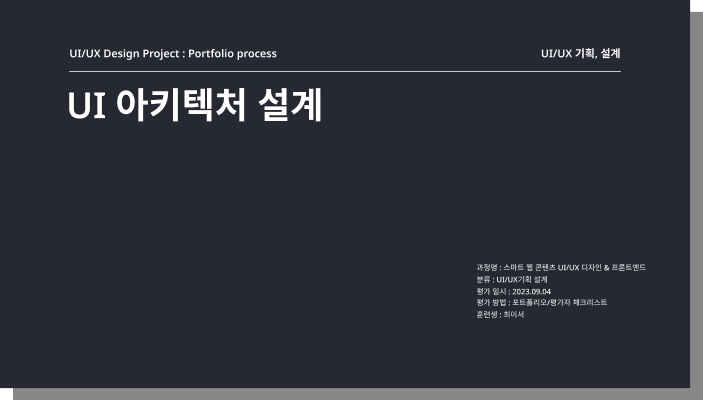 UI/UX Design Project : Portfolio process
UI/UX 기획, 설계
UI 아키텍처 설계
과정명 : 스마트 웹 콘텐츠 UI/UX 디자인 & 프론트엔드
분류 : UI/UX기획 설계
평가 일시 : 2023.09.04
평가 방법 : 포트폴리오/평가자 체크리스트
훈련생 : 최이서